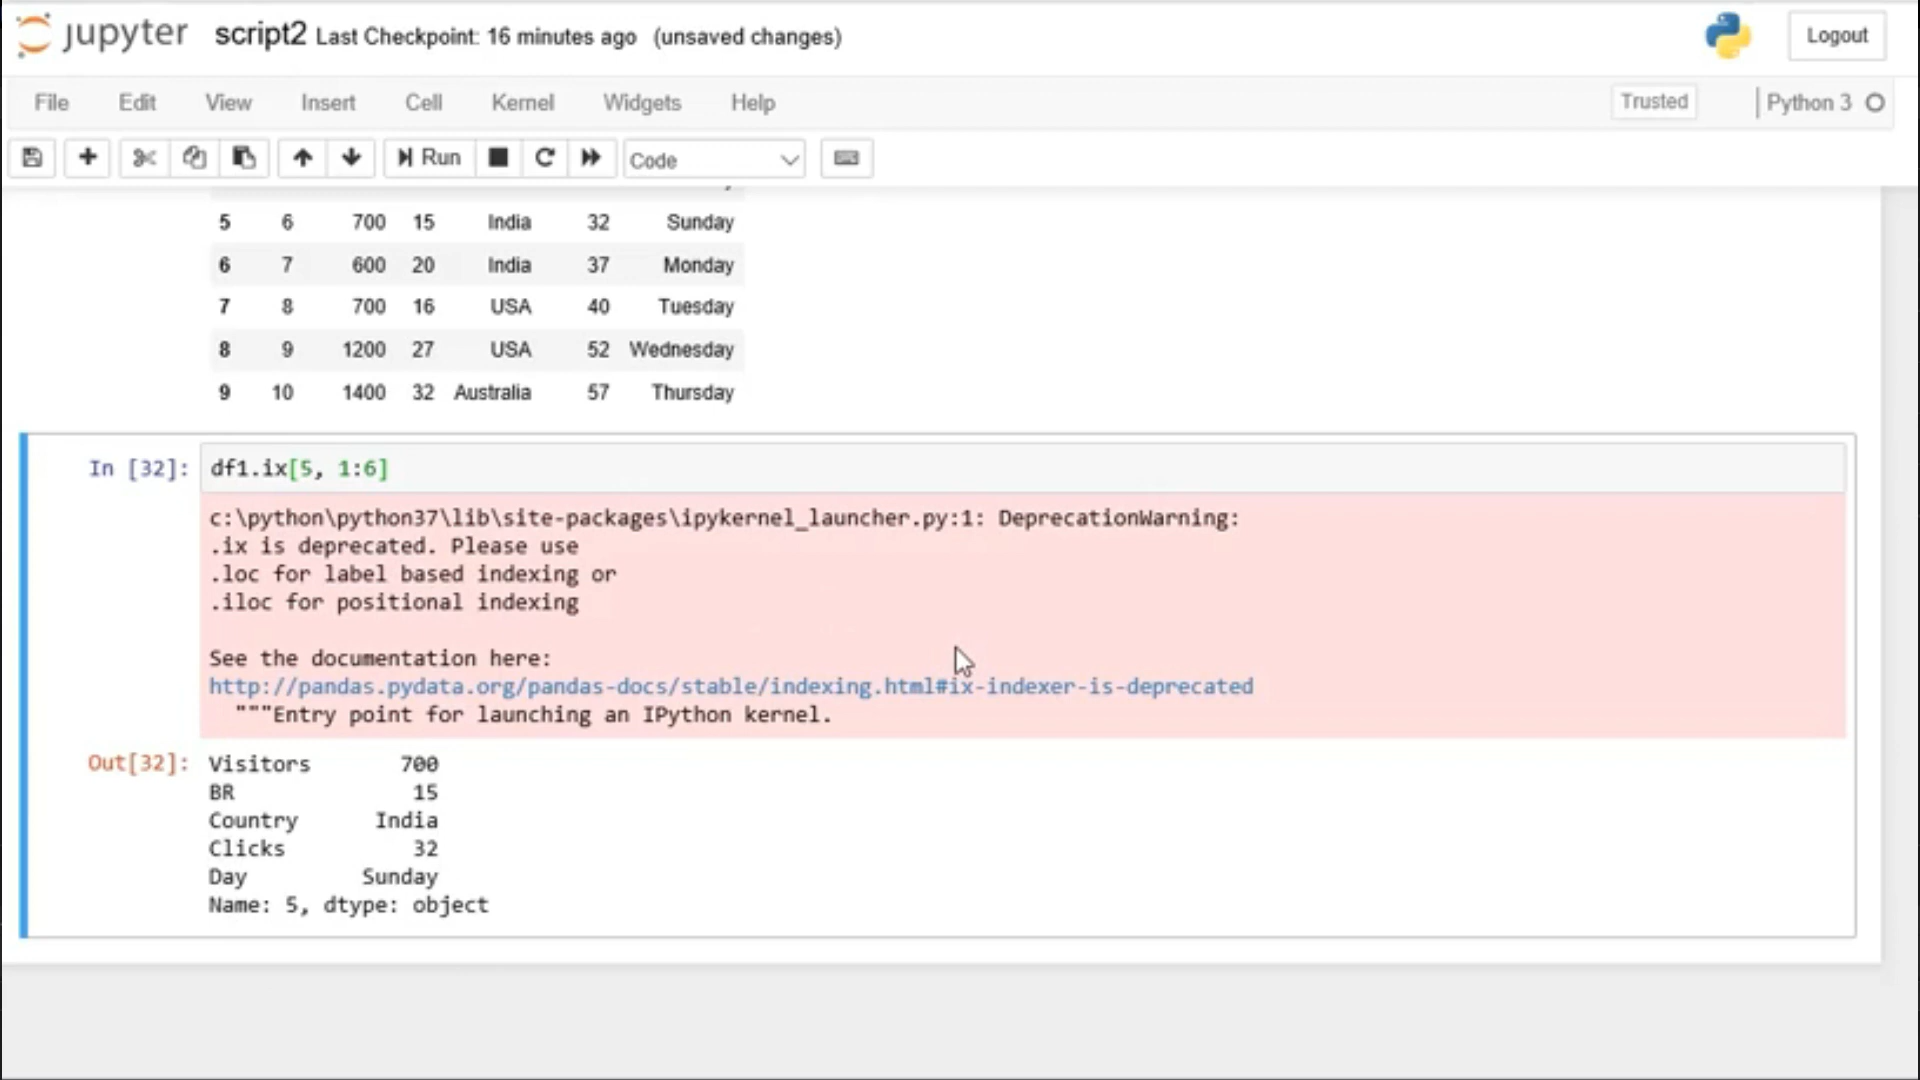 jupyter script2 Last Checkpoint: 16 minutes ago (unsaved changes) Logout
File Edit View Insert Cell Kernel Widgets Help Trusted Python 3
Run Code
5 6 700 15 India 32 Sunday
6 7 600 20 India 37 Monday
7 8 700 16 USA 40 Tuesday
8 9 1200 27 USA 52 Wednesday
9 10 1400 32 Australia 57 Thursday
In [32]: df1.ix[5, 1:6]
c:\python\python37\lib\site-packages\ipykernel_launcher.py:1: DeprecationWarning:
.ix is deprecated. Please use
.loc for label based indexing or
.iloc for positional indexing
See the documentation here:
http://pandas.pydata.org/pandas-docs/stable/indexing.html#ix-indexer-is-deprecated
"""Entry point for launching an IPython kernel.
Out[32]: Visitors 700
BR 15
Country India
Clicks 32
Day Sunday
Name: 5, dtype: object